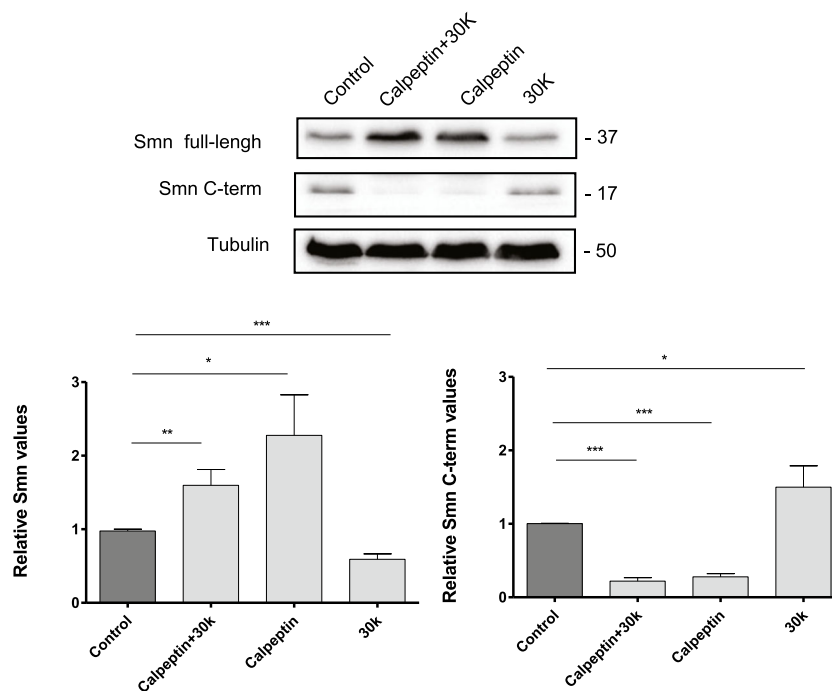 Control
Calpeptin+30K
Calpeptin
30K
Smn full-lengh
- 37
Smn C-term
- 17
Tubulin
- 50
***
*
**
Relative Smn values
3
2
1
0
Control
Calpeptin+30k
Calpeptin
30k
*
***
***
Relative Smn C-term values
3
2
1
0
Control
Calpeptin+30k
Calpeptin
30k